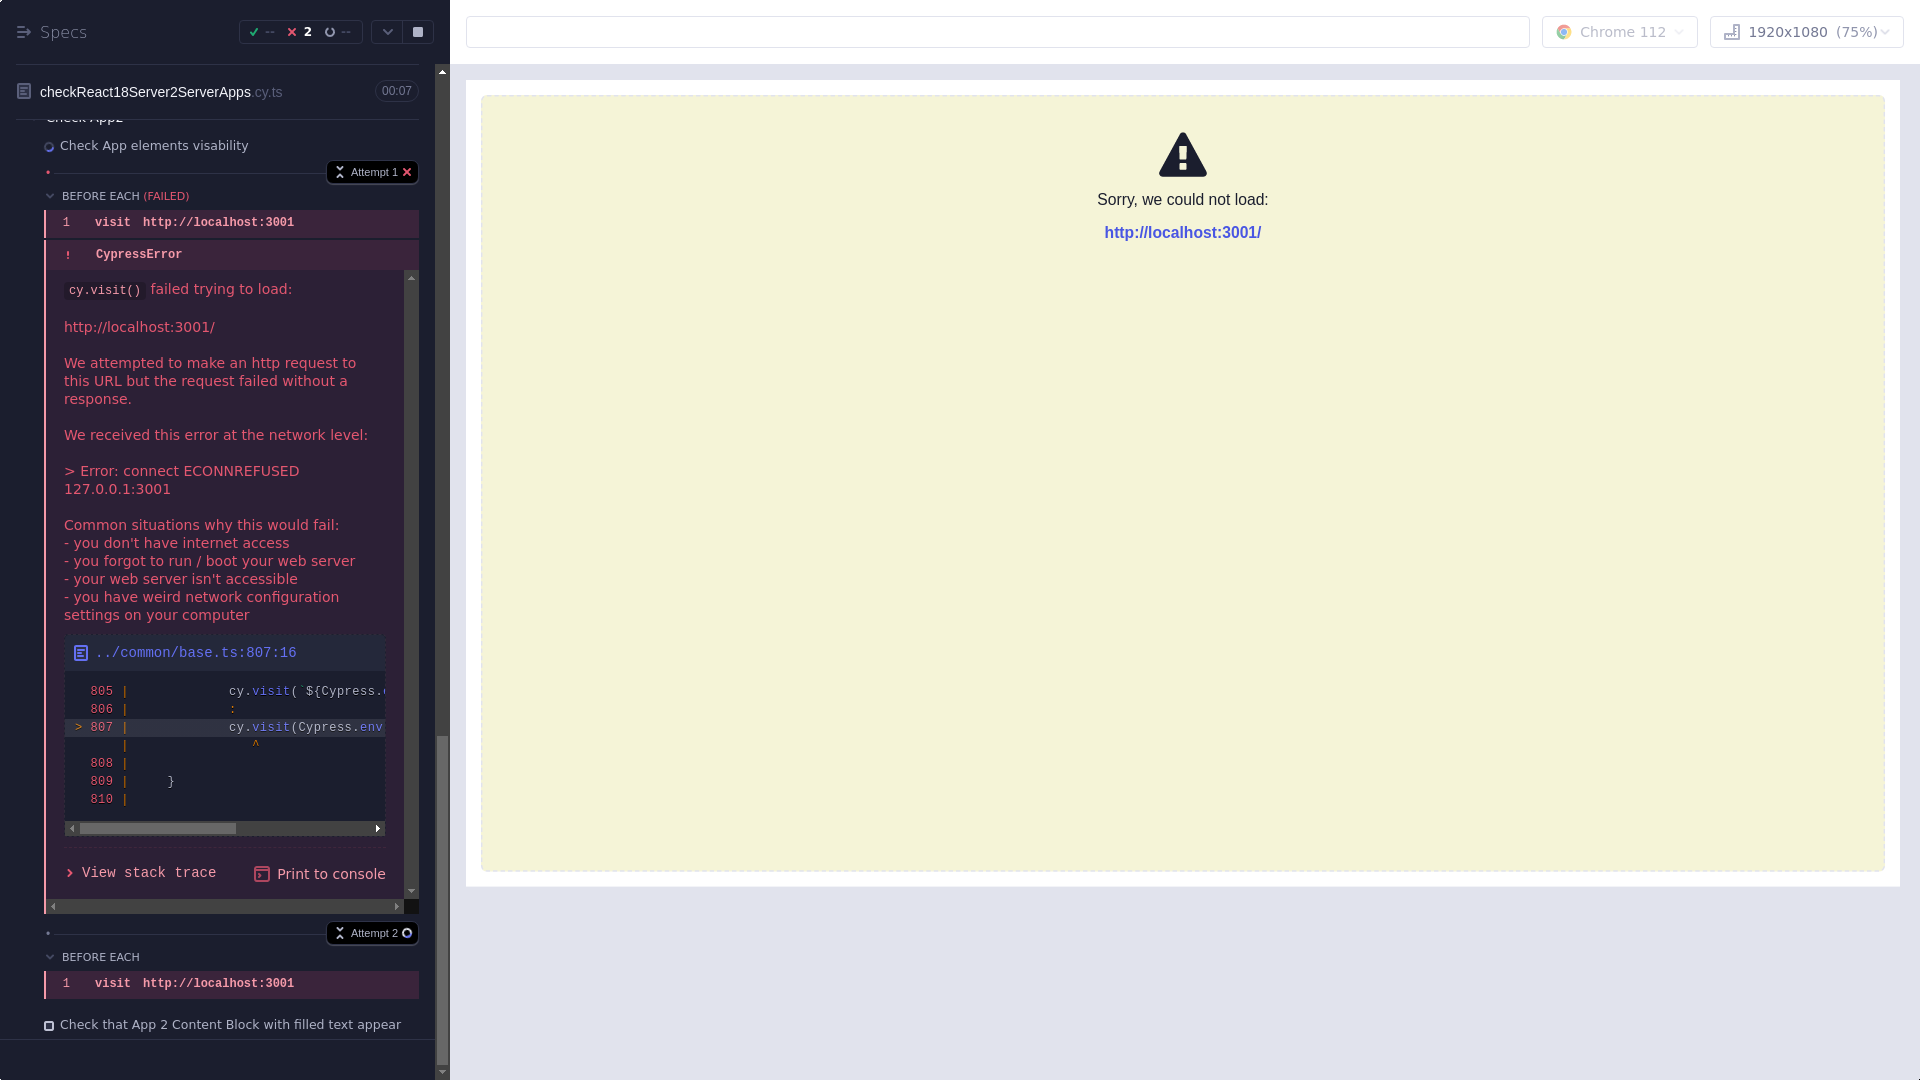 Specs
-- 2 --
checkReact18Server2ServerApps.cy.ts 00:07
Check App2
Check App elements visability
Attempt 1
BEFORE EACH (FAILED)
1 visit http://localhost:3001
! CypressError
cy.visit() failed trying to load:
http://localhost:3001/
We attempted to make an http request to
this URL but the request failed without a
response.
We received this error at the network level:
> Error: connect ECONNREFUSED
127.0.0.1:3001
Common situations why this would fail:
- you don't have internet access
- you forgot to run / boot your web server
- your web server isn't accessible
- you have weird network configuration
settings on your computer
../common/base.ts:807:16
805 | cy.visit(`${Cypress.
806 | :
> 807 | cy.visit(Cypress.env
| ^
808 |
809 | }
810 |
View stack trace
Print to console
Attempt 2
BEFORE EACH
1 visit http://localhost:3001
Check that App 2 Content Block with filled text appear
Chrome 112
1920x1080 (75%)
Sorry, we could not load:
http://localhost:3001/